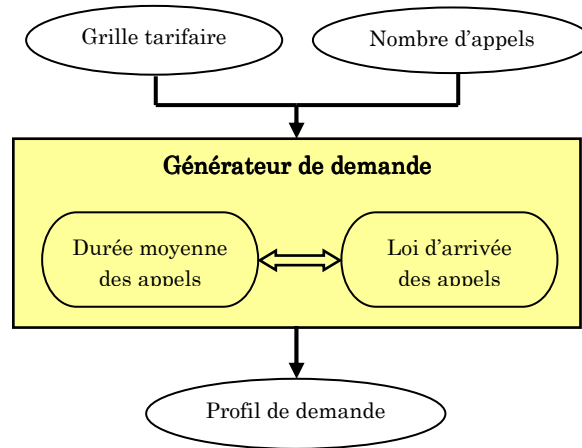 Grille tarifaire
Nombre d'appels
Générateur de demande
Durée moyenne
des appels
Loi d'arrivée
des appels
Profil de demande